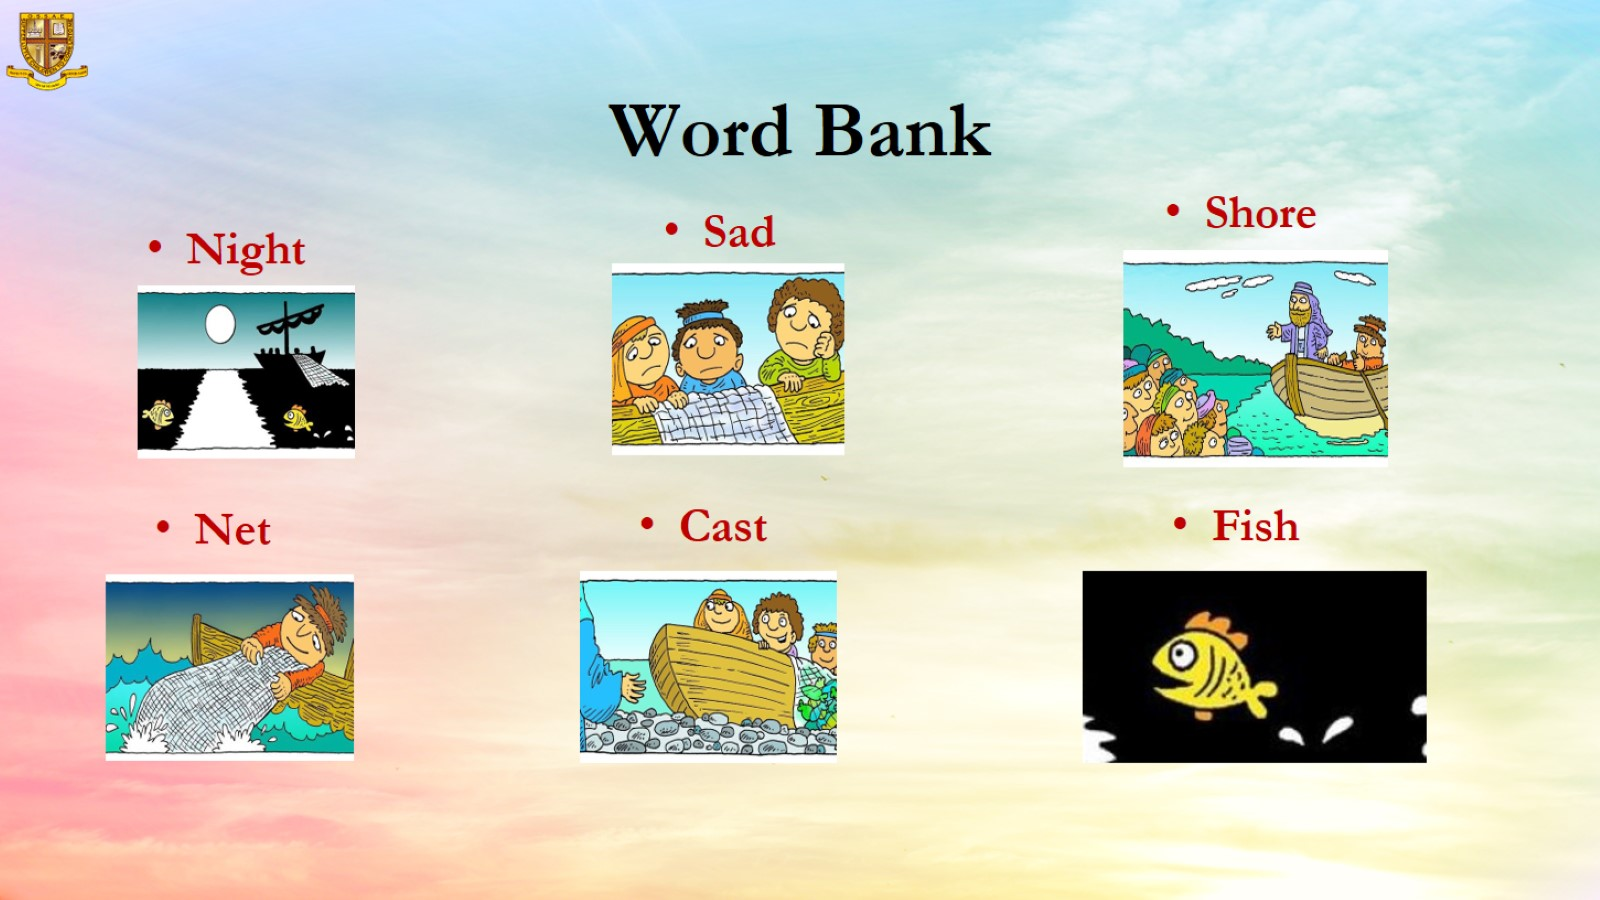 Word Bank
• Night
• Sad
• Shore
• Net
• Cast
• Fish